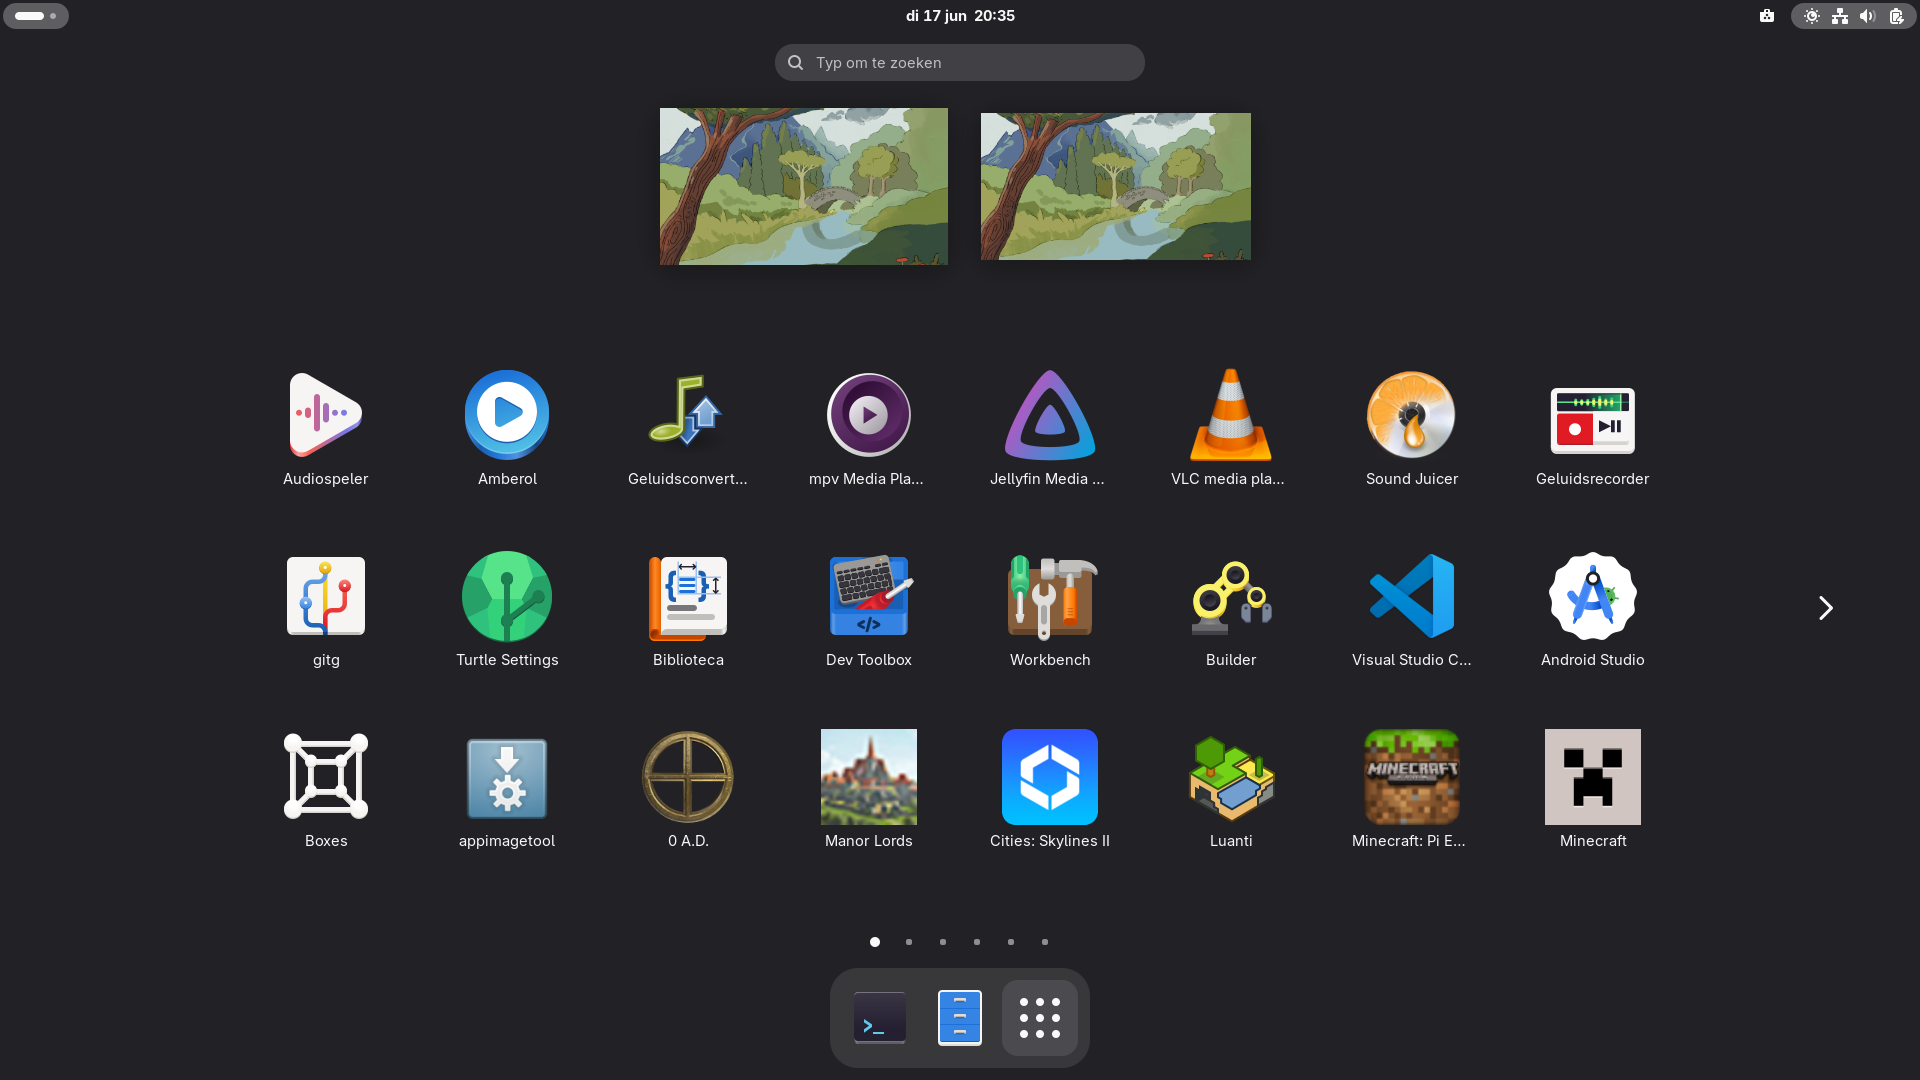 di 17 jun 20:35
Typ om te zoeken
Audiospeler
Amberol
Geluidsconvert...
mpv Media Pla...
Jellyfin Media ...
VLC media pla...
Sound Juicer
Geluidsrecorder
gitg
Turtle Settings
Biblioteca
</>
Dev Toolbox
Workbench
Builder
Visual Studio C...
Android Studio
MINECRAFT
Boxes
appimagetool
0 A.D.
Manor Lords
Cities: Skylines II
Luanti
Minecraft: Pi E...
Minecraft
>_